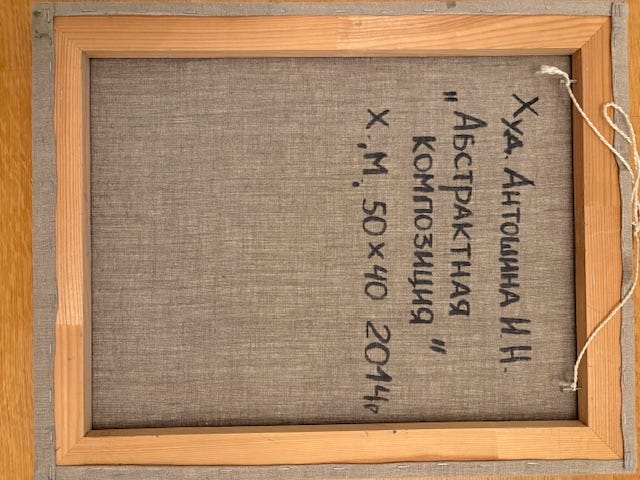 Худ. Антошина И.Н.
"Абстрактная
композиция"
х.,м. 50х40 2014г